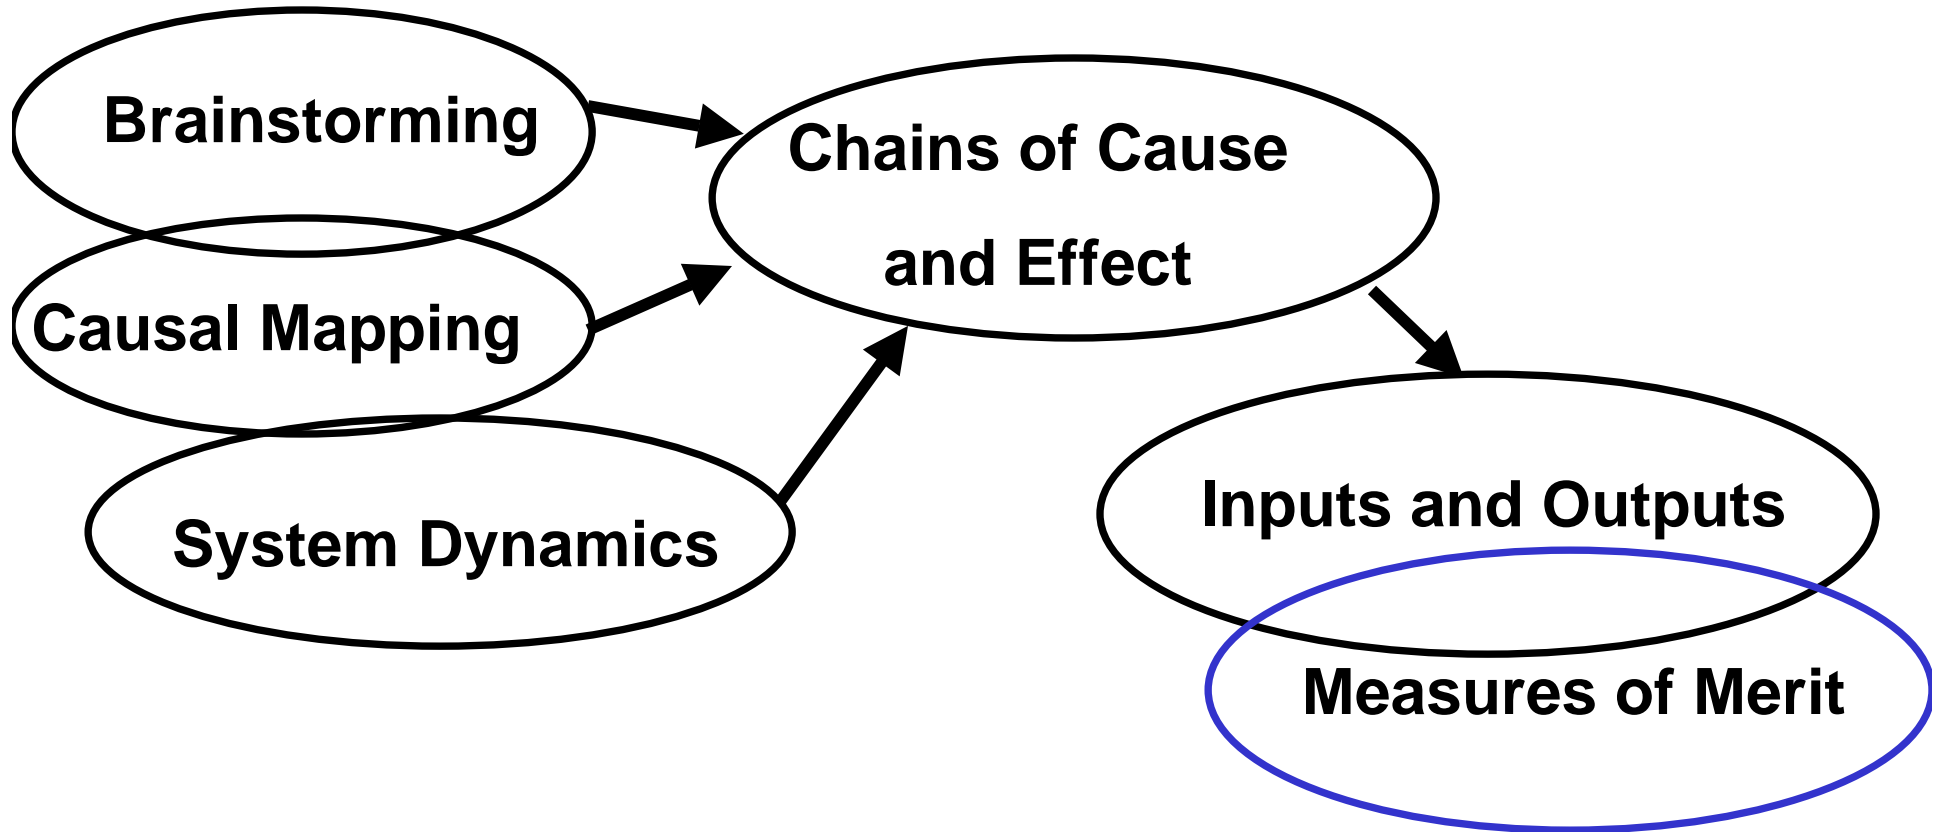 Brainstorming
Causal Mapping
System Dynamics
Chains of Cause
and Effect
Inputs and Outputs
Measures of Merit